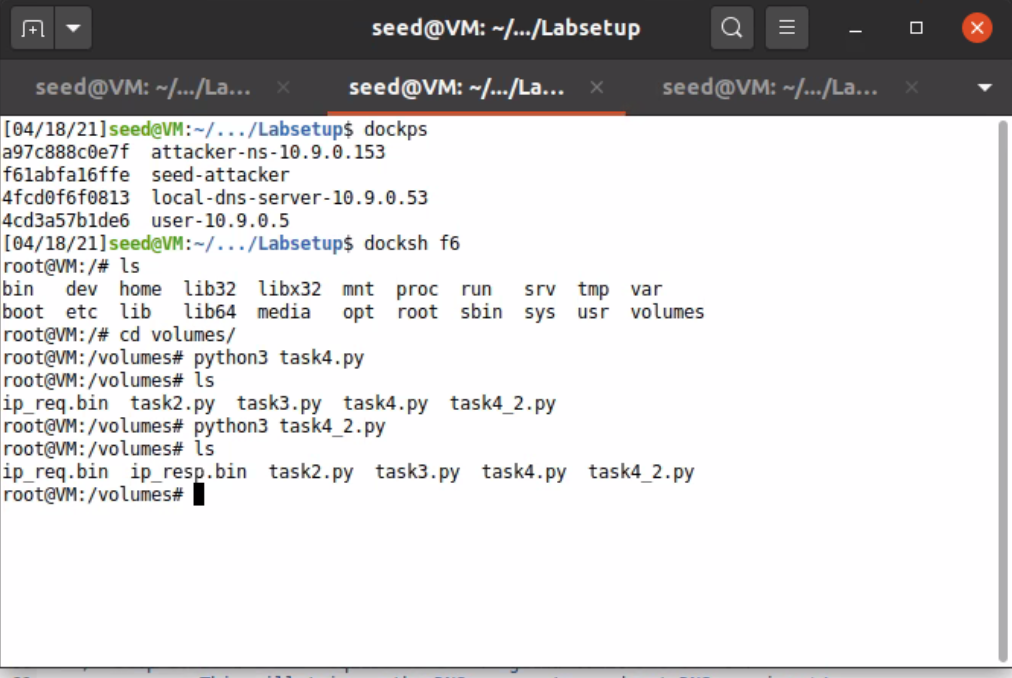 seed@VM: ~/.../Labsetup
seed@VM: ~/.../La... seed@VM: ~/.../La... seed@VM: ~/.../La...
[04/18/21]seed@VM:~/.../Labsetup$ dockps
a97c888c0e7f  attacker-ns-10.9.0.153
f61abfa16ffe  seed-attacker
4fcd0f6f0813  local-dns-server-10.9.0.53
4cd3a57b1de6  user-10.9.0.5
[04/18/21]seed@VM:~/.../Labsetup$ docksh f6
root@VM:/# ls
bin   dev  home  lib32  libx32  mnt  proc  run   srv  tmp  var
boot  etc  lib   lib64  media   opt  root  sbin  sys  usr  volumes
root@VM:/# cd volumes/
root@VM:/volumes# python3 task4.py
root@VM:/volumes# ls
ip_req.bin  task2.py  task3.py  task4.py  task4_2.py
root@VM:/volumes# python3 task4_2.py
root@VM:/volumes# ls
ip_req.bin  ip_resp.bin  task2.py  task3.py  task4.py  task4_2.py
root@VM:/volumes#